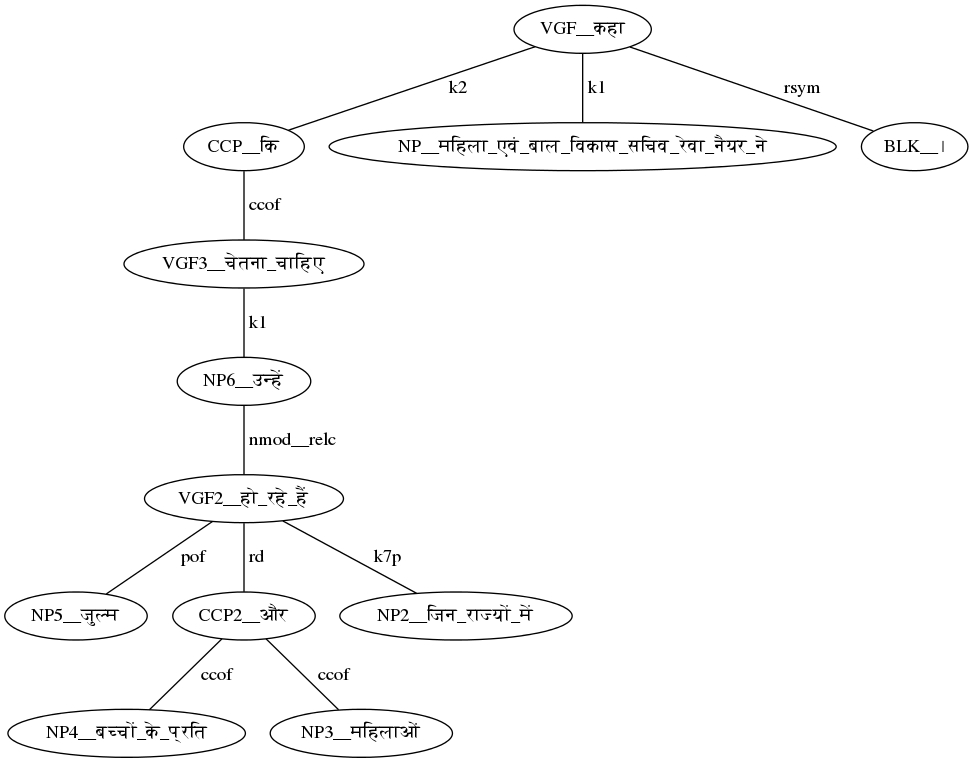 VGF__कहा
k2 k1 rsym
CCP__कि NP__महिला_एवं_बाल_विकास_सचिव_रेवा_नैयर_ने BLK__।
ccof
VGF3__चेतना_चाहिए
k1
NP6__उन्हें
nmod__relc
VGF2__हो_रहे_हैं
pof rd k7p
NP5__जुल्म CCP2__और NP2__जिन_राज्यों_में
ccof ccof
NP4__बच्चों_के_प्रति NP3__महिलाओं